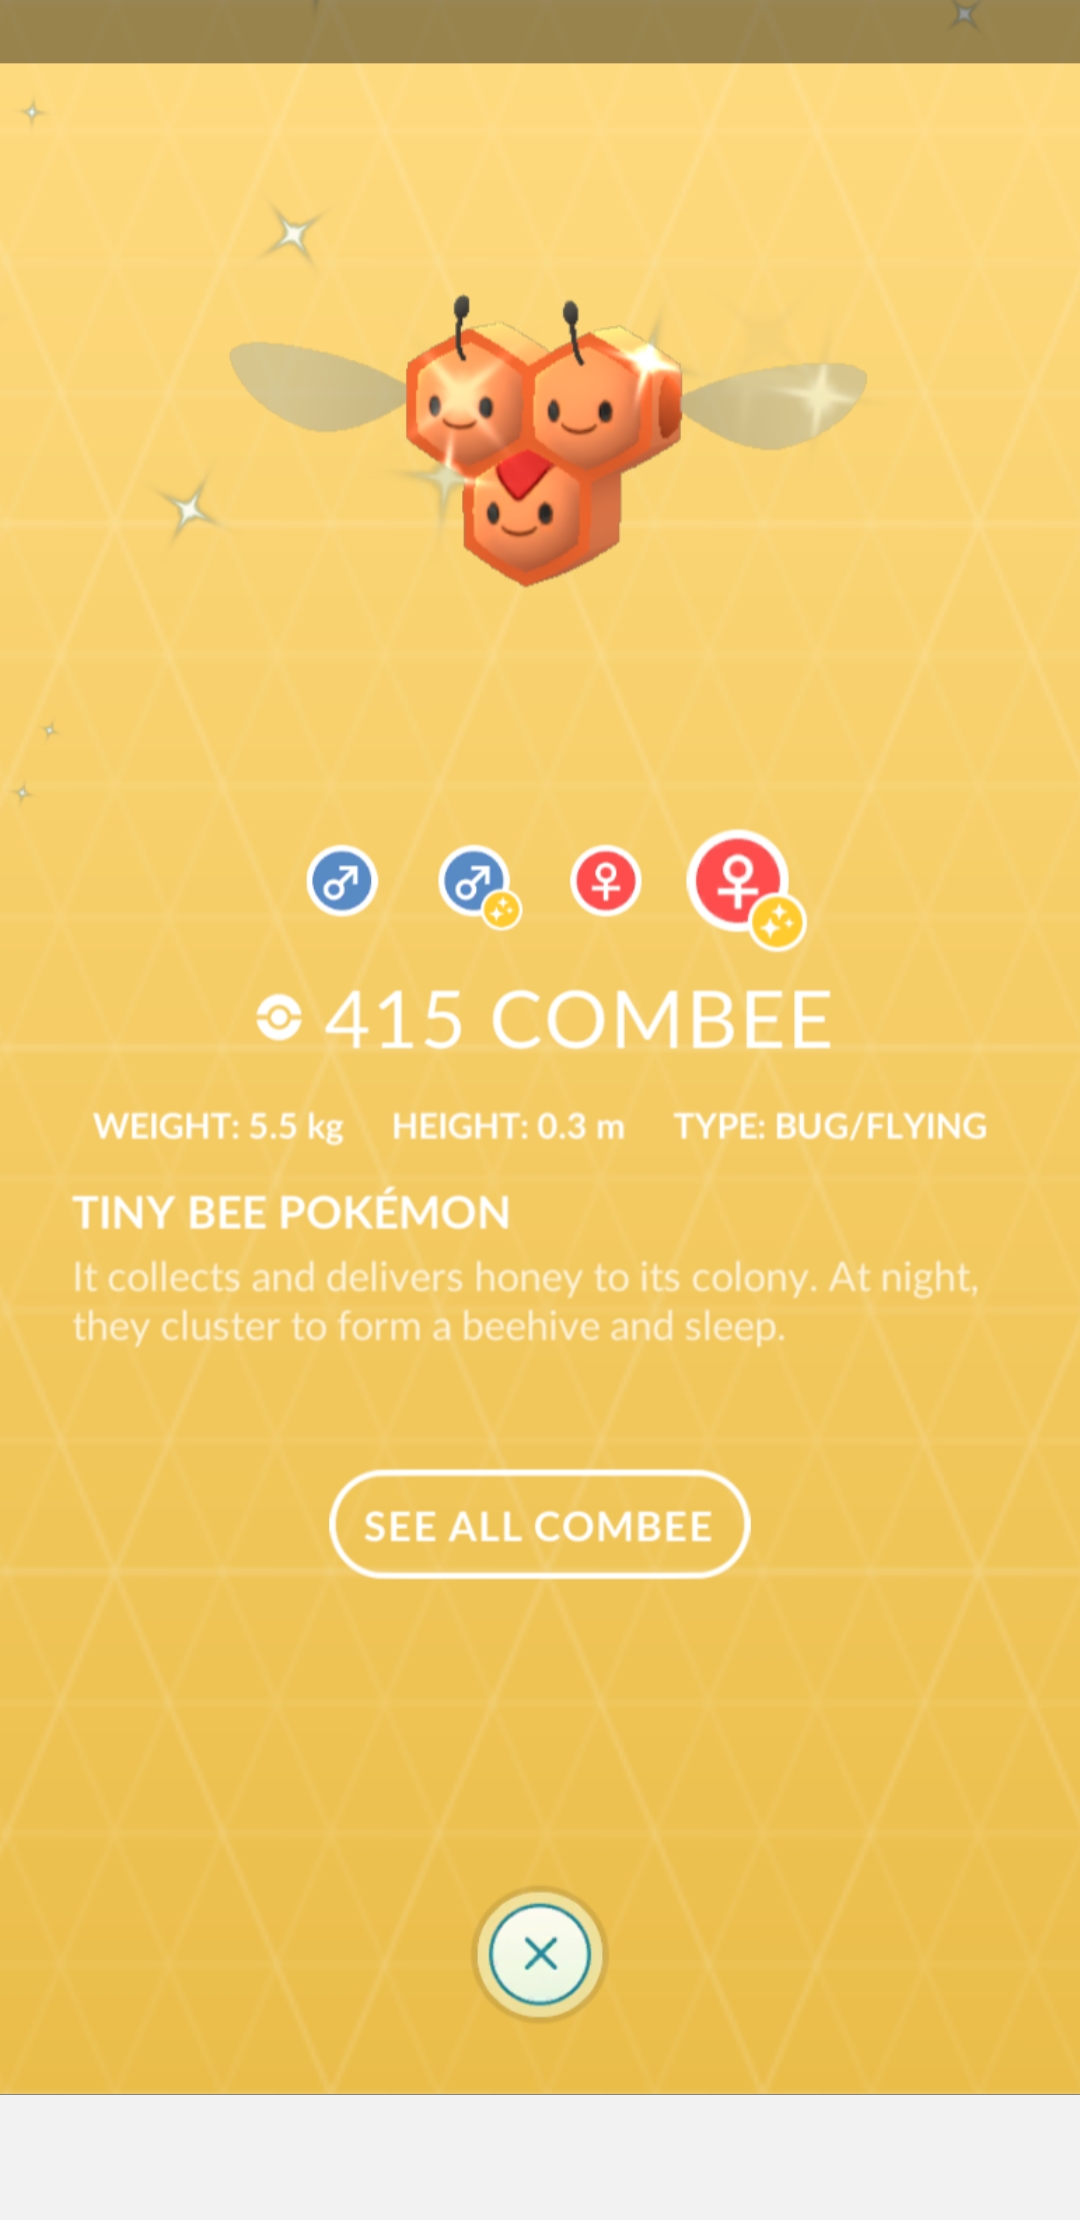 415 COMBEE
WEIGHT: 5.5 kg HEIGHT: 0.3 m TYPE: BUG/FLYING
TINY BEE POKÉMON
It collects and delivers honey to its colony. At night,
they cluster to form a beehive and sleep.
SEE ALL COMBEE